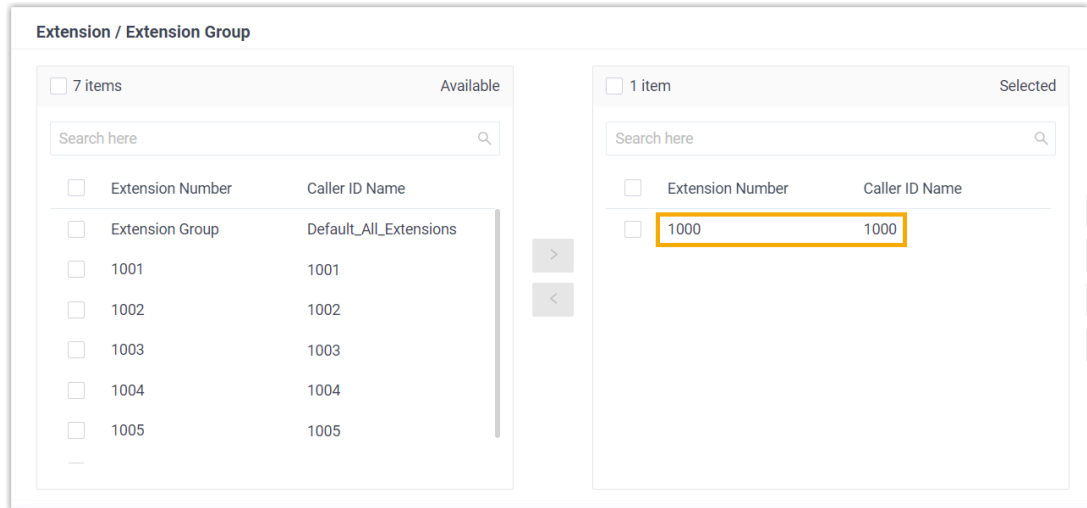 Extension / Extension Group
7 items Available
Search here
Extension Number Caller ID Name
Extension Group Default_All_Extensions
1001 1001
1002 1002
1003 1003
1004 1004
1005 1005
>
<
1 item Selected
Search here
Extension Number Caller ID Name
1000 1000